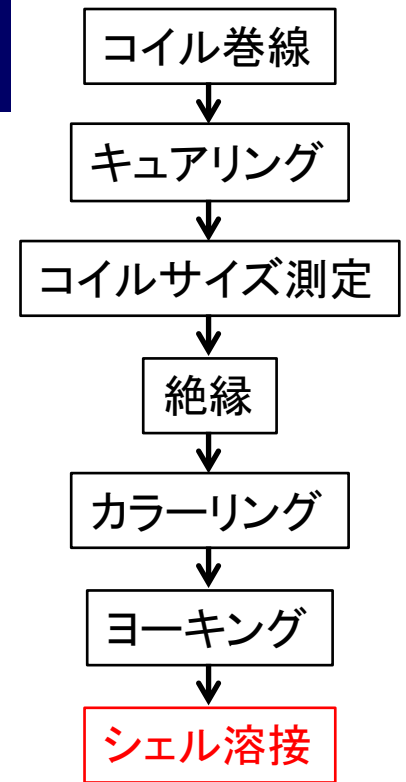 コイル巻線
キュアリング
コイルサイズ測定
絶縁
カラーリング
ヨーキング
シェル溶接